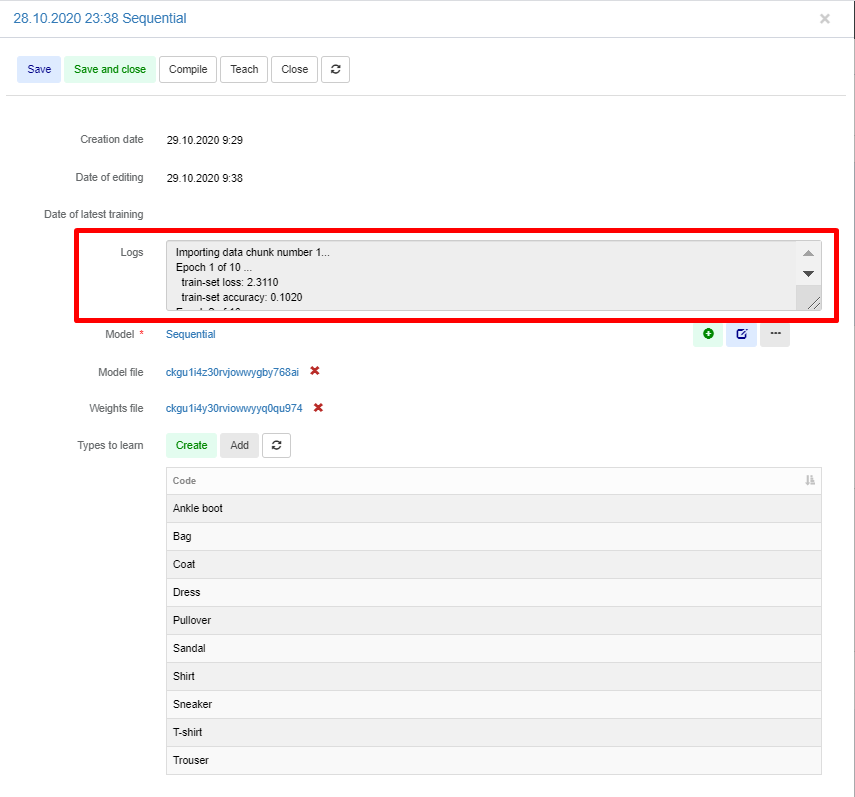 28.10.2020 23:38 Sequential
Save Save and close Compile Teach Close
Creation date 29.10.2020 9:29
Date of editing 29.10.2020 9:38
Date of latest training
Logs Importing data chunk number 1...
Epoch 1 of 10 ...
train-set loss: 2.3110
train-set accuracy: 0.1020
Model * Sequential
Model file ckgu1i4z30rvjowwygby768ai
Weights file ckgu1i4y30rviowwyyq0qu974
Types to learn Create Add
Code
Ankle boot
Bag
Coat
Dress
Pullover
Sandal
Shirt
Sneaker
T-shirt
Trouser